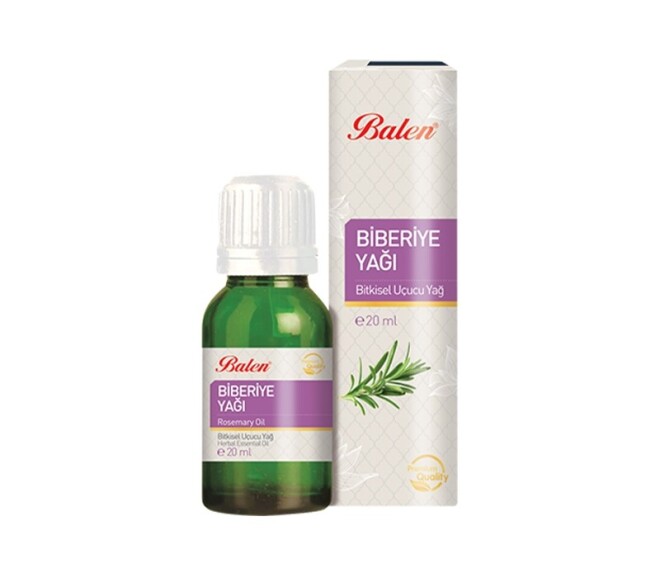 Balen®
BİBERİYE
YAĞI
Bitkisel Uçucu Yağ
℮20 ml
Premium
Quality
Balen®
Quality
BİBERİYE
YAĞI
Rosemary Oil
Bitkisel Uçucu Yağ
Herbal Essential Oil
℮20 ml